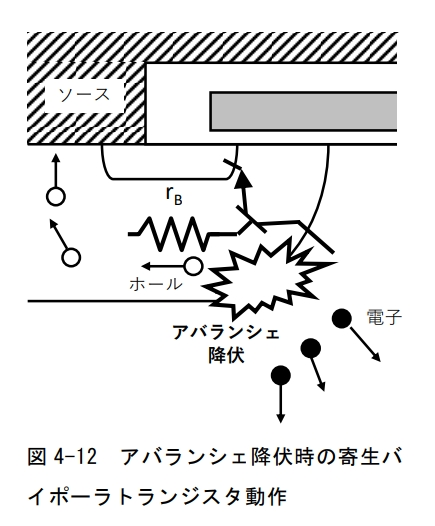 ソース
rB
ホール
アバランシェ
降伏
電子
図 4-12　アバランシェ降伏時の寄生バ
イポーラトランジスタ動作